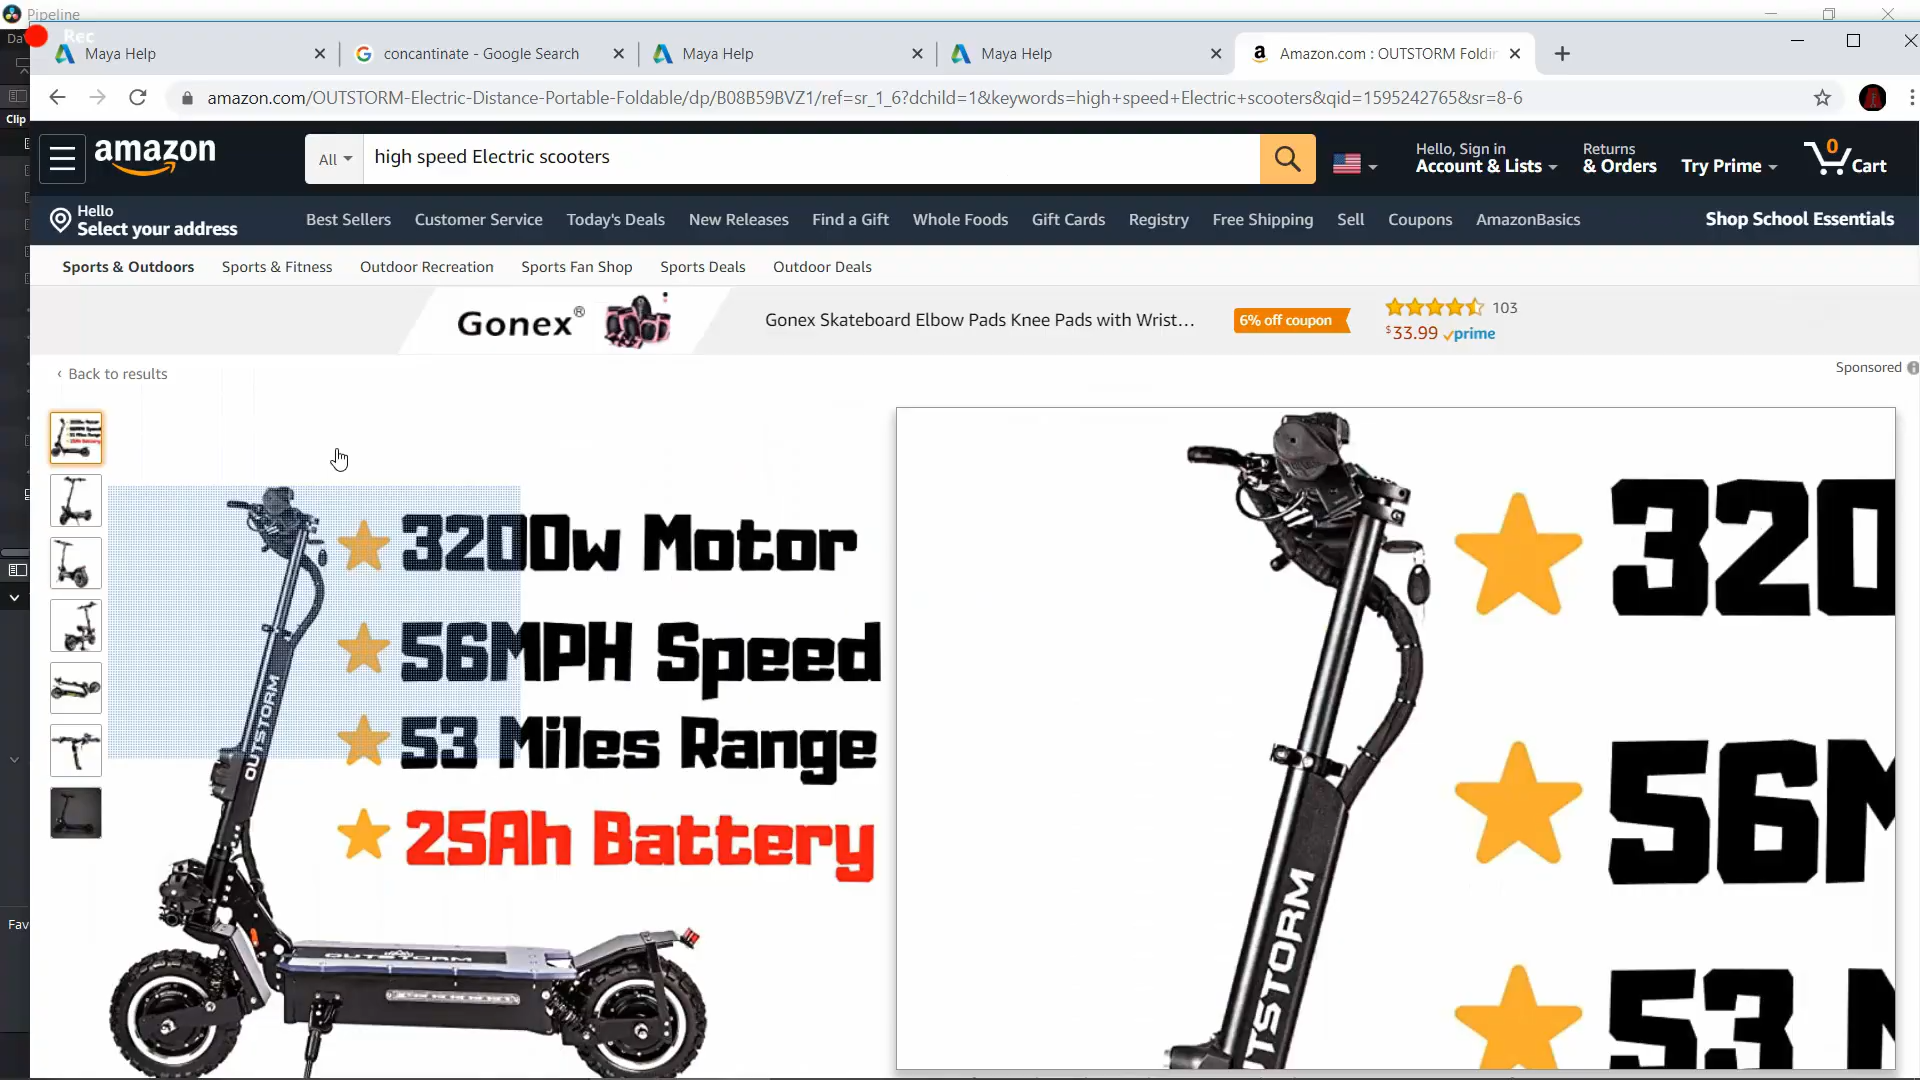 Pipeline
Rec
Da
Maya Help
concantinate - Google Search
Maya Help
Maya Help
Amazon.com : OUTSTORM Foldin
amazon.com/OUTSTORM-Electric-Distance-Portable-Foldable/dp/B08B59BVZ1/ref=sr_1_6?dchild=1&keywords=high+speed+Electric+scooters&qid=1595242765&sr=8-6
Clip
amazon
All
high speed Electric scooters
Hello, Sign in
Account & Lists
Returns
& Orders
Try Prime
0
Cart
Hello
Select your address
Best Sellers
Customer Service
Today's Deals
New Releases
Find a Gift
Whole Foods
Gift Cards
Registry
Free Shipping
Sell
Coupons
AmazonBasics
Shop School Essentials
Sports & Outdoors
Sports & Fitness
Outdoor Recreation
Sports Fan Shop
Sports Deals
Outdoor Deals
Gonex®
Gonex Skateboard Elbow Pads Knee Pads with Wrist...
6% off coupon
103
$33.99 prime
‹ Back to results
Sponsored
3200w Motor
56MPH Speed
53 Miles Range
25Ah Battery
OUTSTORM
OUTSTORM
320
56M
53 M
UTSTORM
Fav